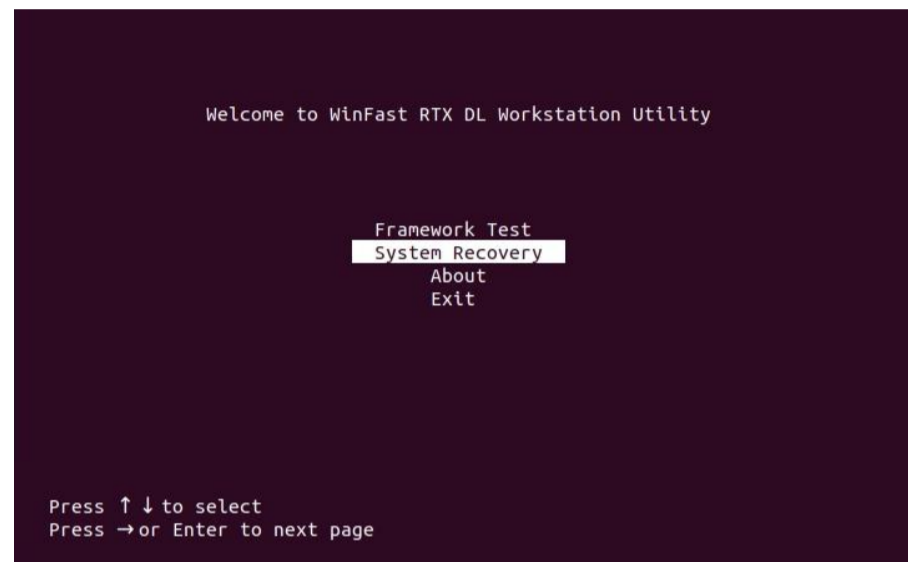 Welcome to WinFast RTX DL Workstation Utility
Framework Test
System Recovery
About
Exit
Press ↑ ↓ to select
Press → or Enter to next page